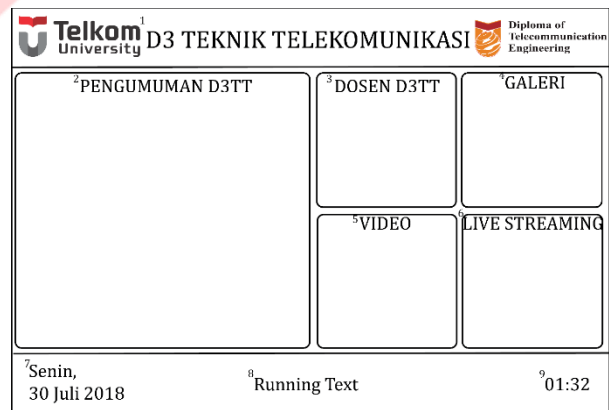 Telkom
University
1
D3 TEKNIK TELEKOMUNIKASI
Diploma of
Telecommunication
Engineering
2PENGUMUMAN D3TT
3DOSEN D3TT
4GALERI
5VIDEO
6LIVE STREAMING
7Senin,
30 Juli 2018
8Running Text
901:32